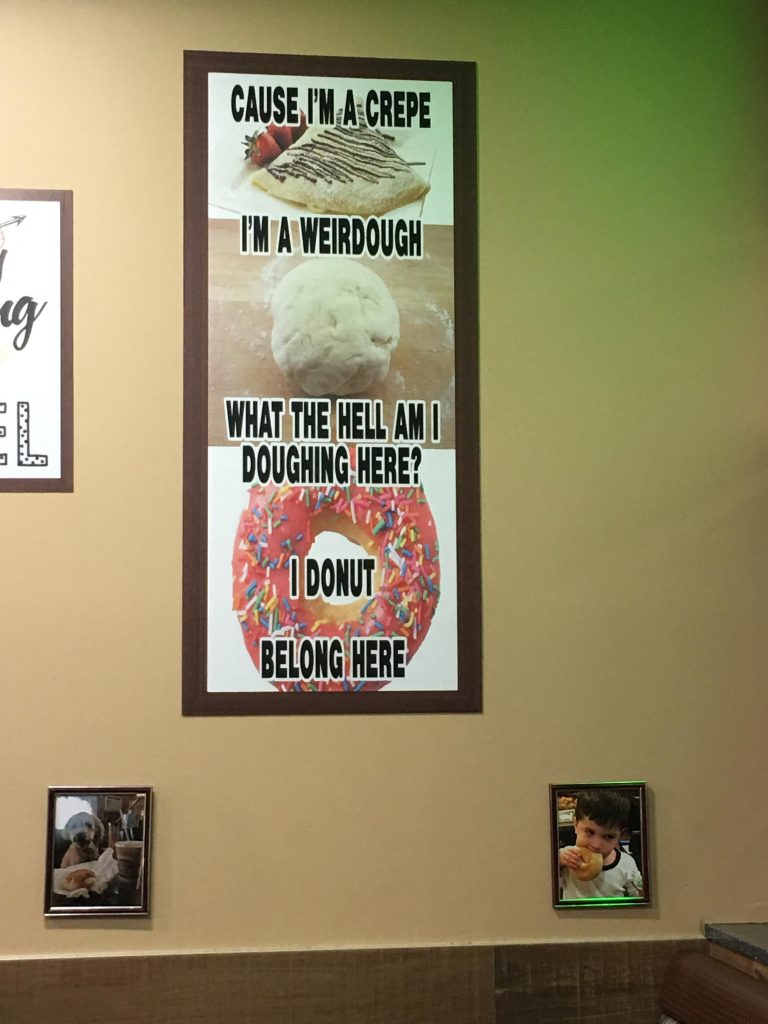 CAUSE I'M A CREPE
I'M A WEIRDOUGH
WHAT THE HELL AM I
DOUGHING HERE?
I DONUT
BELONG HERE